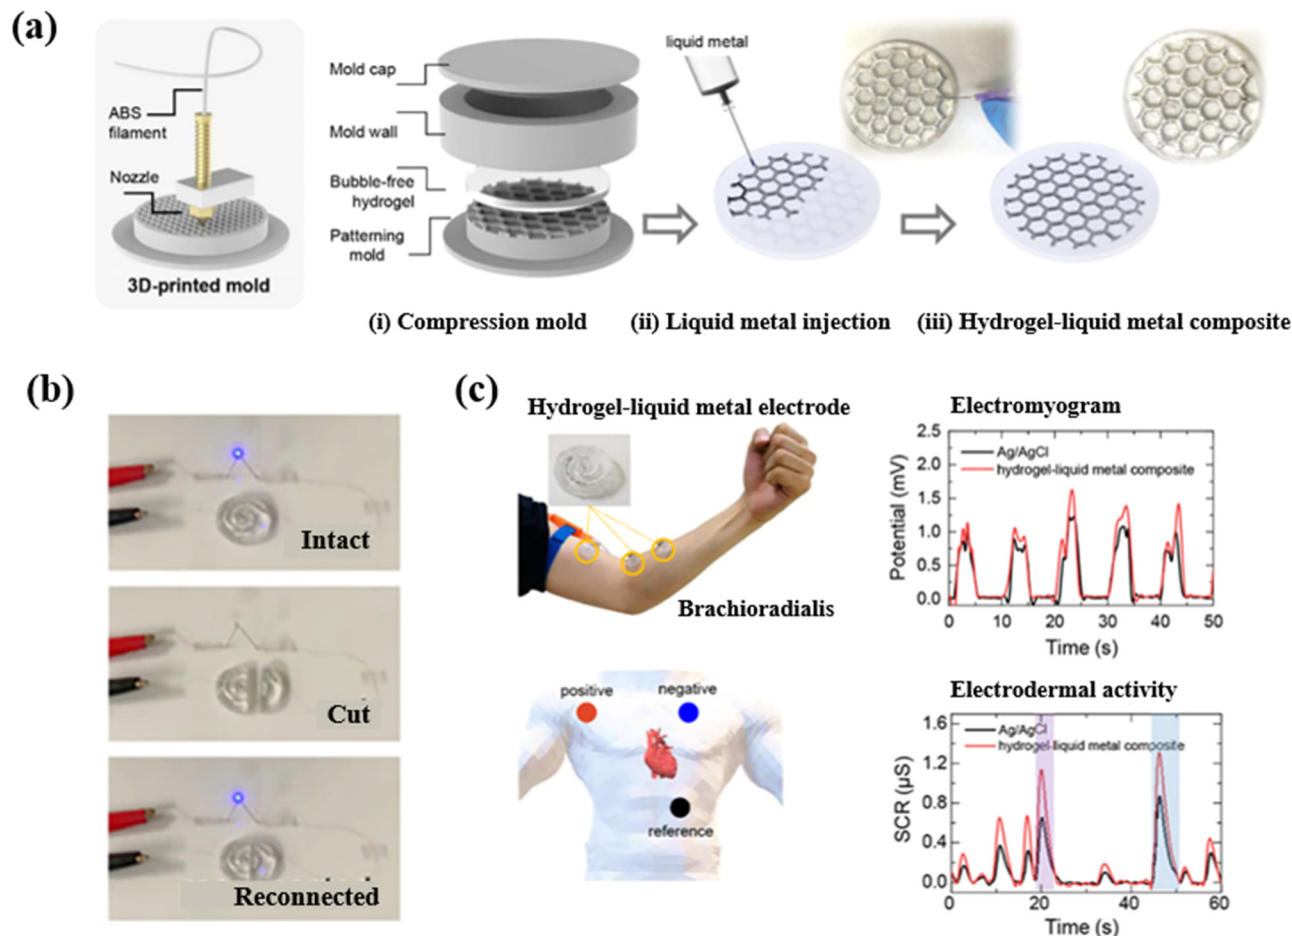 (a)
ABS
filament
Nozzle
3D-printed mold
Mold cap
Mold wall
Bubble-free
hydrogel
Patterning
mold
liquid metal
(i) Compression mold
(ii) Liquid metal injection
(iii) Hydrogel-liquid metal composite
(b)
Intact
Cut
Reconnected
(c)
Hydrogel-liquid metal electrode
Brachioradialis
positive
negative
reference
Electromyogram
Ag/AgCl
hydrogel-liquid metal composite
Potential (mV)
2.5
2.0
1.5
1.0
0.5
0.0
0 10 20 30 40 50
Time (s)
Electrodermal activity
Ag/AgCl
hydrogel-liquid metal composite
SCR (μS)
1.6
1.2
0.8
0.4
0.0
0 20 40 60
Time (s)